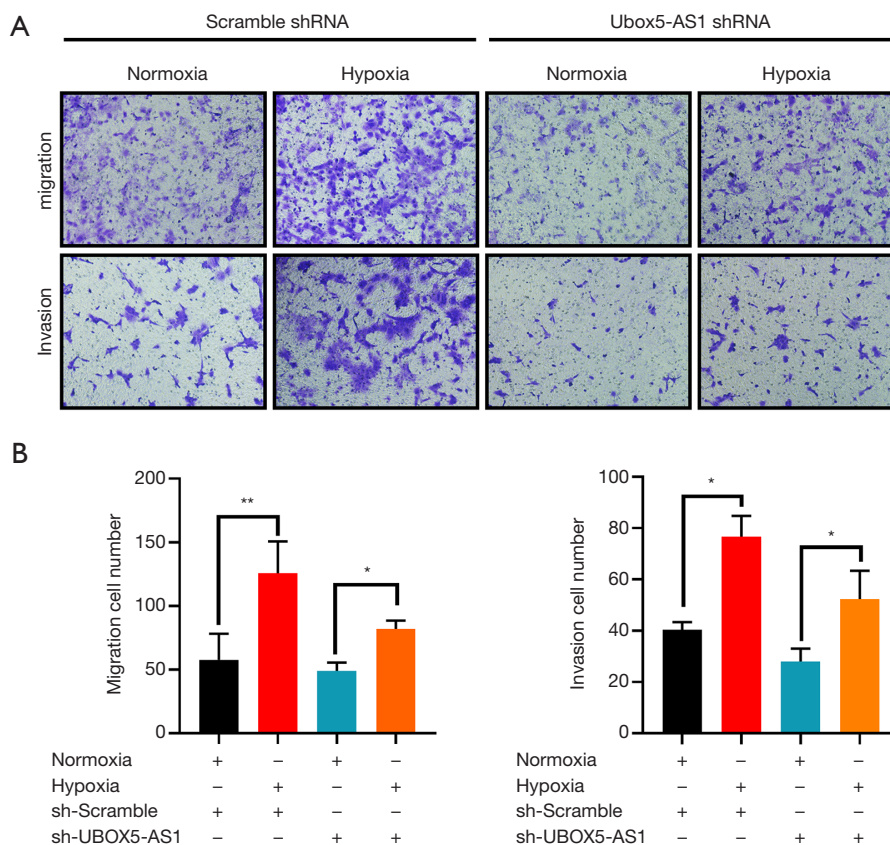 A
Scramble shRNA
Ubox5-AS1 shRNA
Normoxia
Hypoxia
Normoxia
Hypoxia
migration
Invasion
B
Migration cell number
200
150
100
50
0
**
*
Normoxia + – + –
Hypoxia – + – +
sh-Scramble + + – –
sh-UBOX5-AS1 – – + +
Invasion cell number
100
80
60
40
20
0
*
*
Normoxia + – + –
Hypoxia – + – +
sh-Scramble + + – –
sh-UBOX5-AS1 – – + +